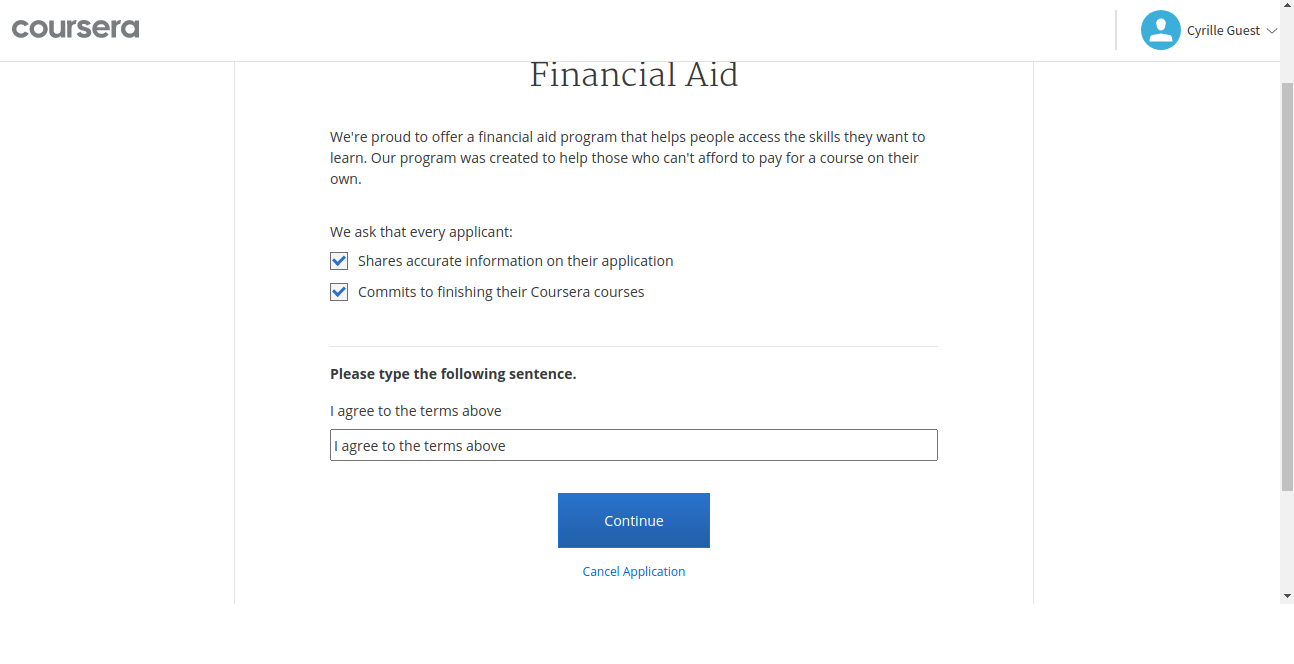 coursera
Cyrille Guest
Financial Aid
We're proud to offer a financial aid program that helps people access the skills they want to
learn. Our program was created to help those who can't afford to pay for a course on their
own.
We ask that every applicant:
Shares accurate information on their application
Commits to finishing their Coursera courses
Please type the following sentence.
I agree to the terms above
I agree to the terms above
Continue
Cancel Application